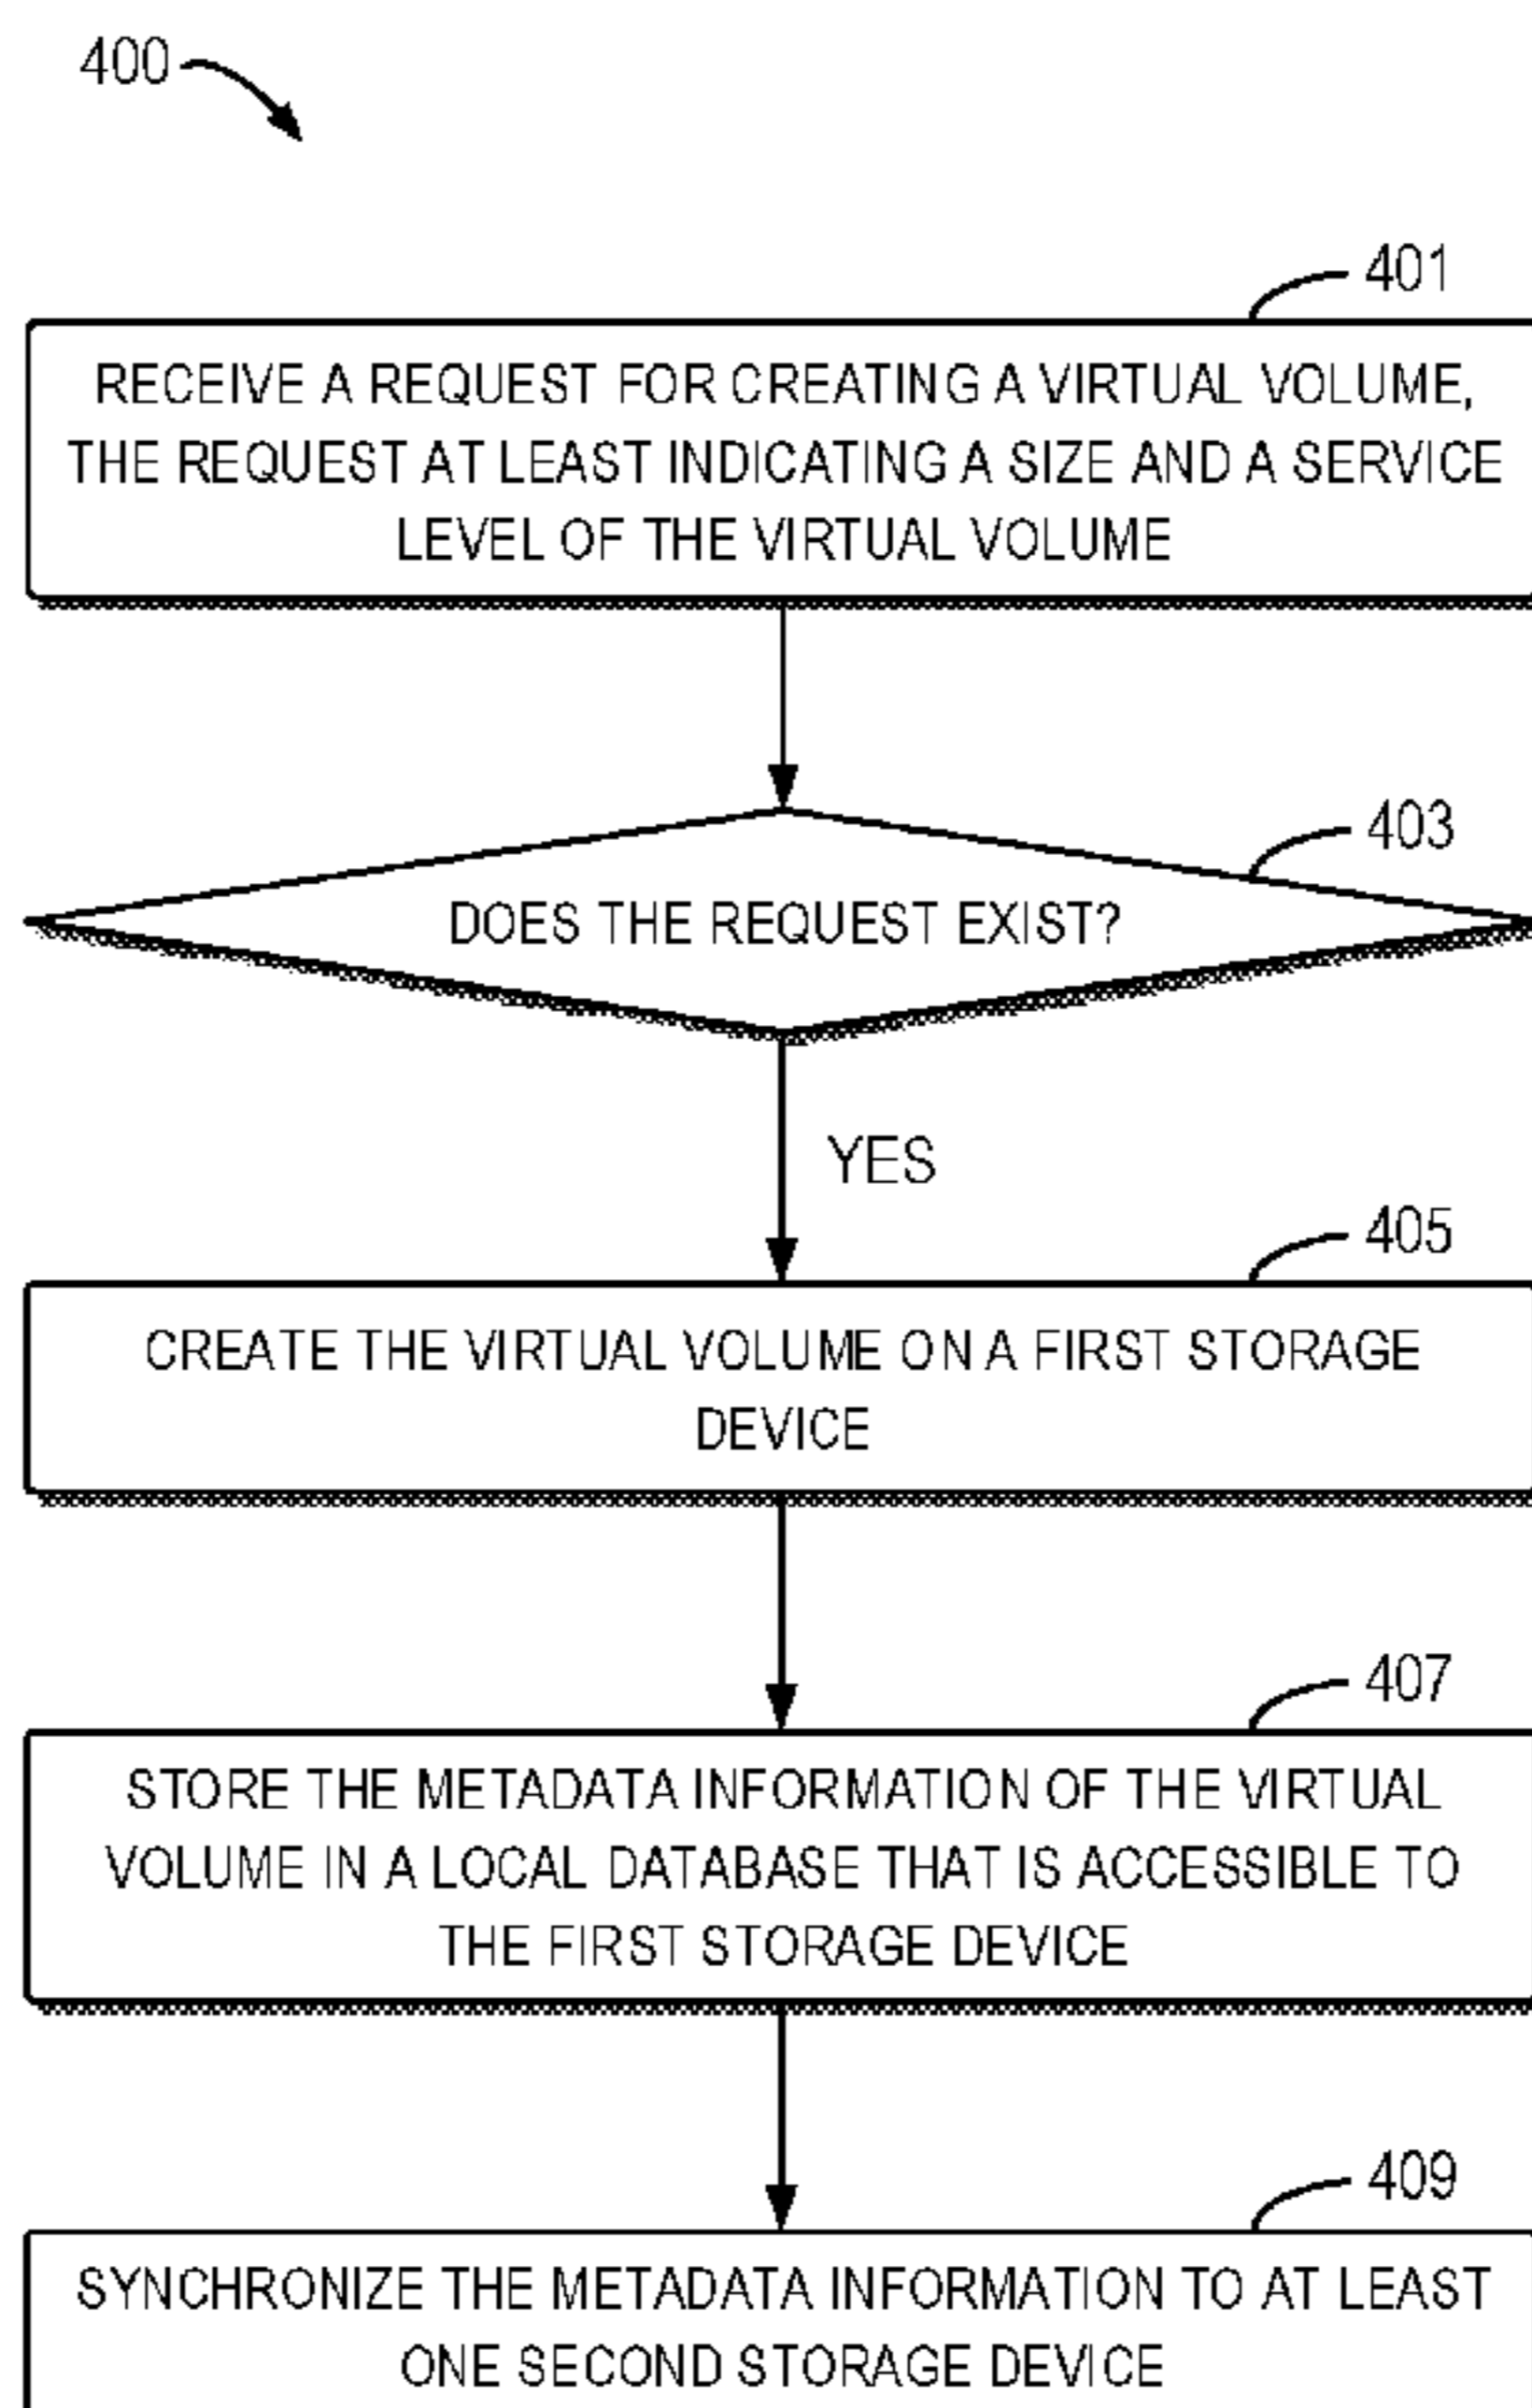 400
401
RECEIVE A REQUEST FOR CREATING A VIRTUAL VOLUME,
THE REQUEST AT LEAST INDICATING A SIZE AND A SERVICE
LEVEL OF THE VIRTUAL VOLUME
403
DOES THE REQUEST EXIST?
YES
405
CREATE THE VIRTUAL VOLUME ON A FIRST STORAGE
DEVICE
407
STORE THE METADATA INFORMATION OF THE VIRTUAL
VOLUME IN A LOCAL DATABASE THAT IS ACCESSIBLE TO
THE FIRST STORAGE DEVICE
409
SYNCHRONIZE THE METADATA INFORMATION TO AT LEAST
ONE SECOND STORAGE DEVICE